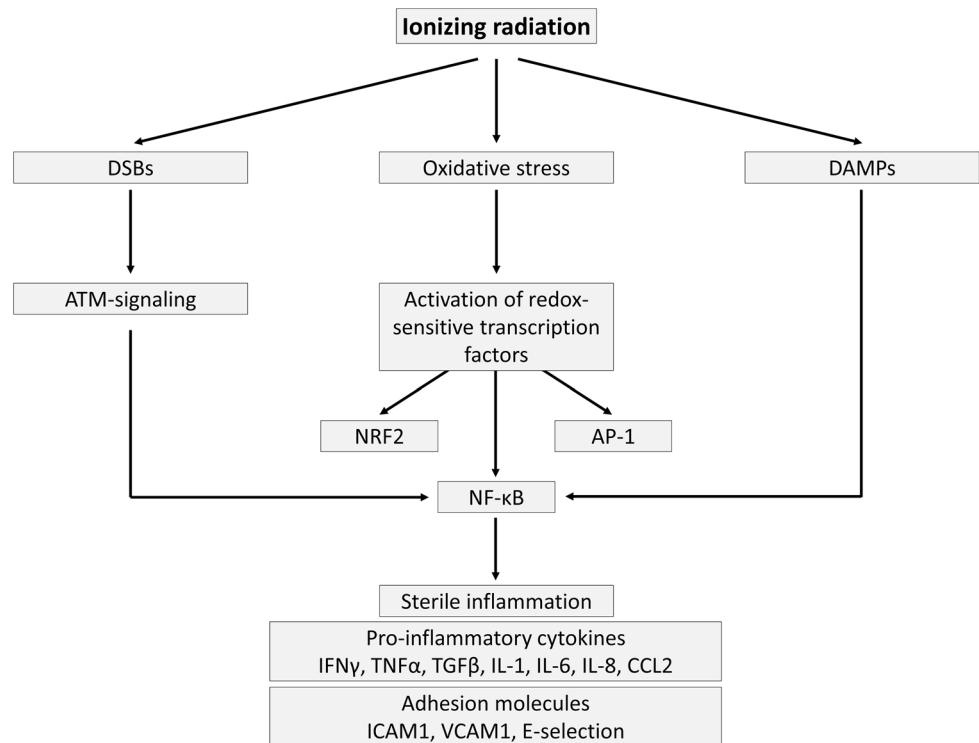 Ionizing radiation
DSBs
Oxidative stress
DAMPs
ATM-signaling
Activation of redox-
sensitive transcription
factors
NRF2
AP-1
NF-κB
Sterile inflammation
Pro-inflammatory cytokines
IFNγ, TNFα, TGFβ, IL-1, IL-6, IL-8, CCL2
Adhesion molecules
ICAM1, VCAM1, E-selection